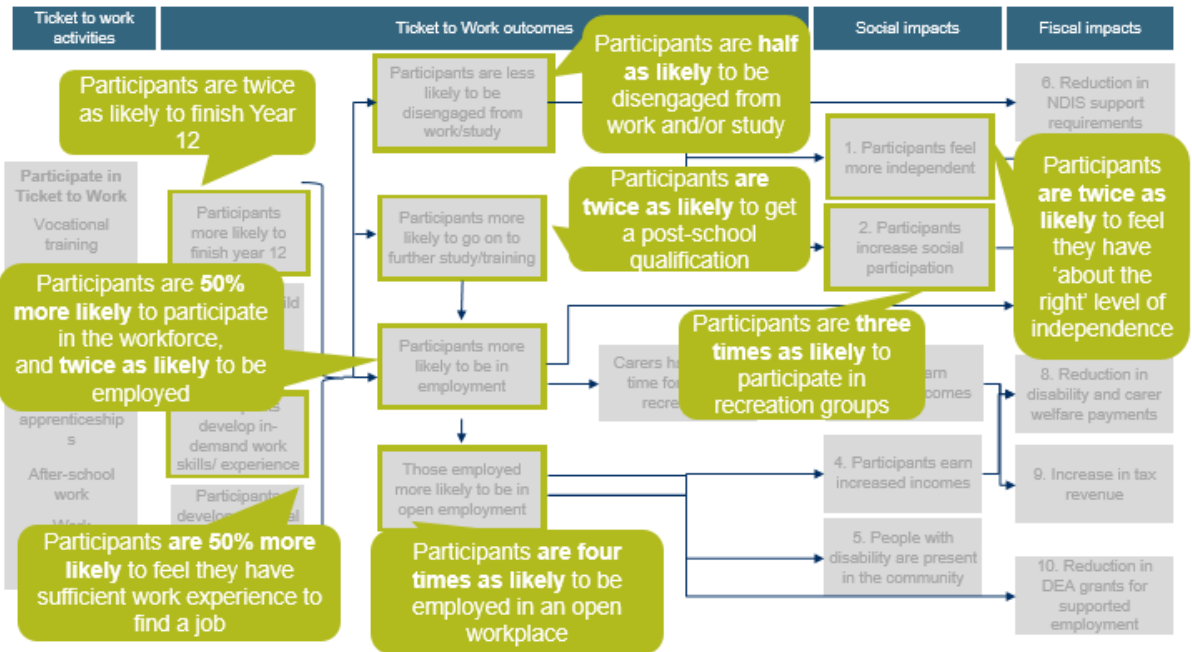 Ticket to work
activities
Ticket to Work outcomes
Social impacts
Fiscal impacts
Participants are twice
as likely to finish Year
12
Participants are less
likely to be
disengaged from
work/study
Participants are half
as likely to be
disengaged from
work and/or study
6. Reduction in
NDIS support
requirements
Participate in
Ticket to Work
Vocational
training
Participants
more likely to
finish year 12
Participants more
likely to go on to
further study/training
Participants are
twice as likely to get
a post-school
qualification
1. Participants feel
more independent
2. Participants
increase social
participation
Participants
are twice as
likely to feel
they have
‘about the
right’ level of
independence
Participants are 50%
more likely to participate
in the workforce,
and twice as likely to be
employed
Participants more
likely to be in
employment
Carers
time for
Participants are three
times as likely to
participate in
recreation groups
8. Reduction in
disability and carer
welfare payments
apprenticeship
s
develop in-
demand work
skills/ experience
After-school
work
Participants
Those employed
more likely to be in
open employment
4. Participants earn
increased incomes
9. Increase in tax
revenue
Participants are 50% more
likely to feel they have
sufficient work experience to
find a job
Participants are four
times as likely to be
employed in an open
workplace
5. People with
disability are present
in the community
10. Reduction in
DEA grants for
supported
employment